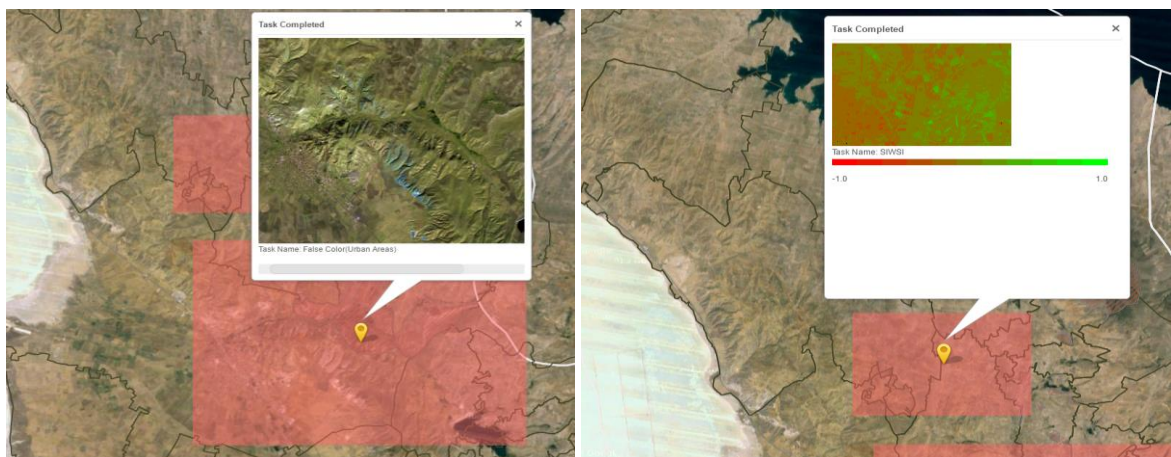 Task Completed
Task Name: False Color(Urban Areas)
Task Completed
Task Name: SIWSI
-1.0
1.0